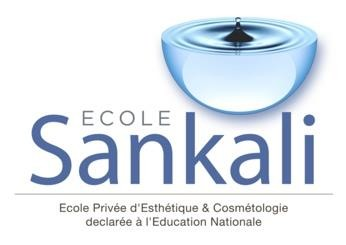 ECOLE
Sankali
Ecole Privée d'Esthétique & Cosmétologie
declarée à l'Education Nationale